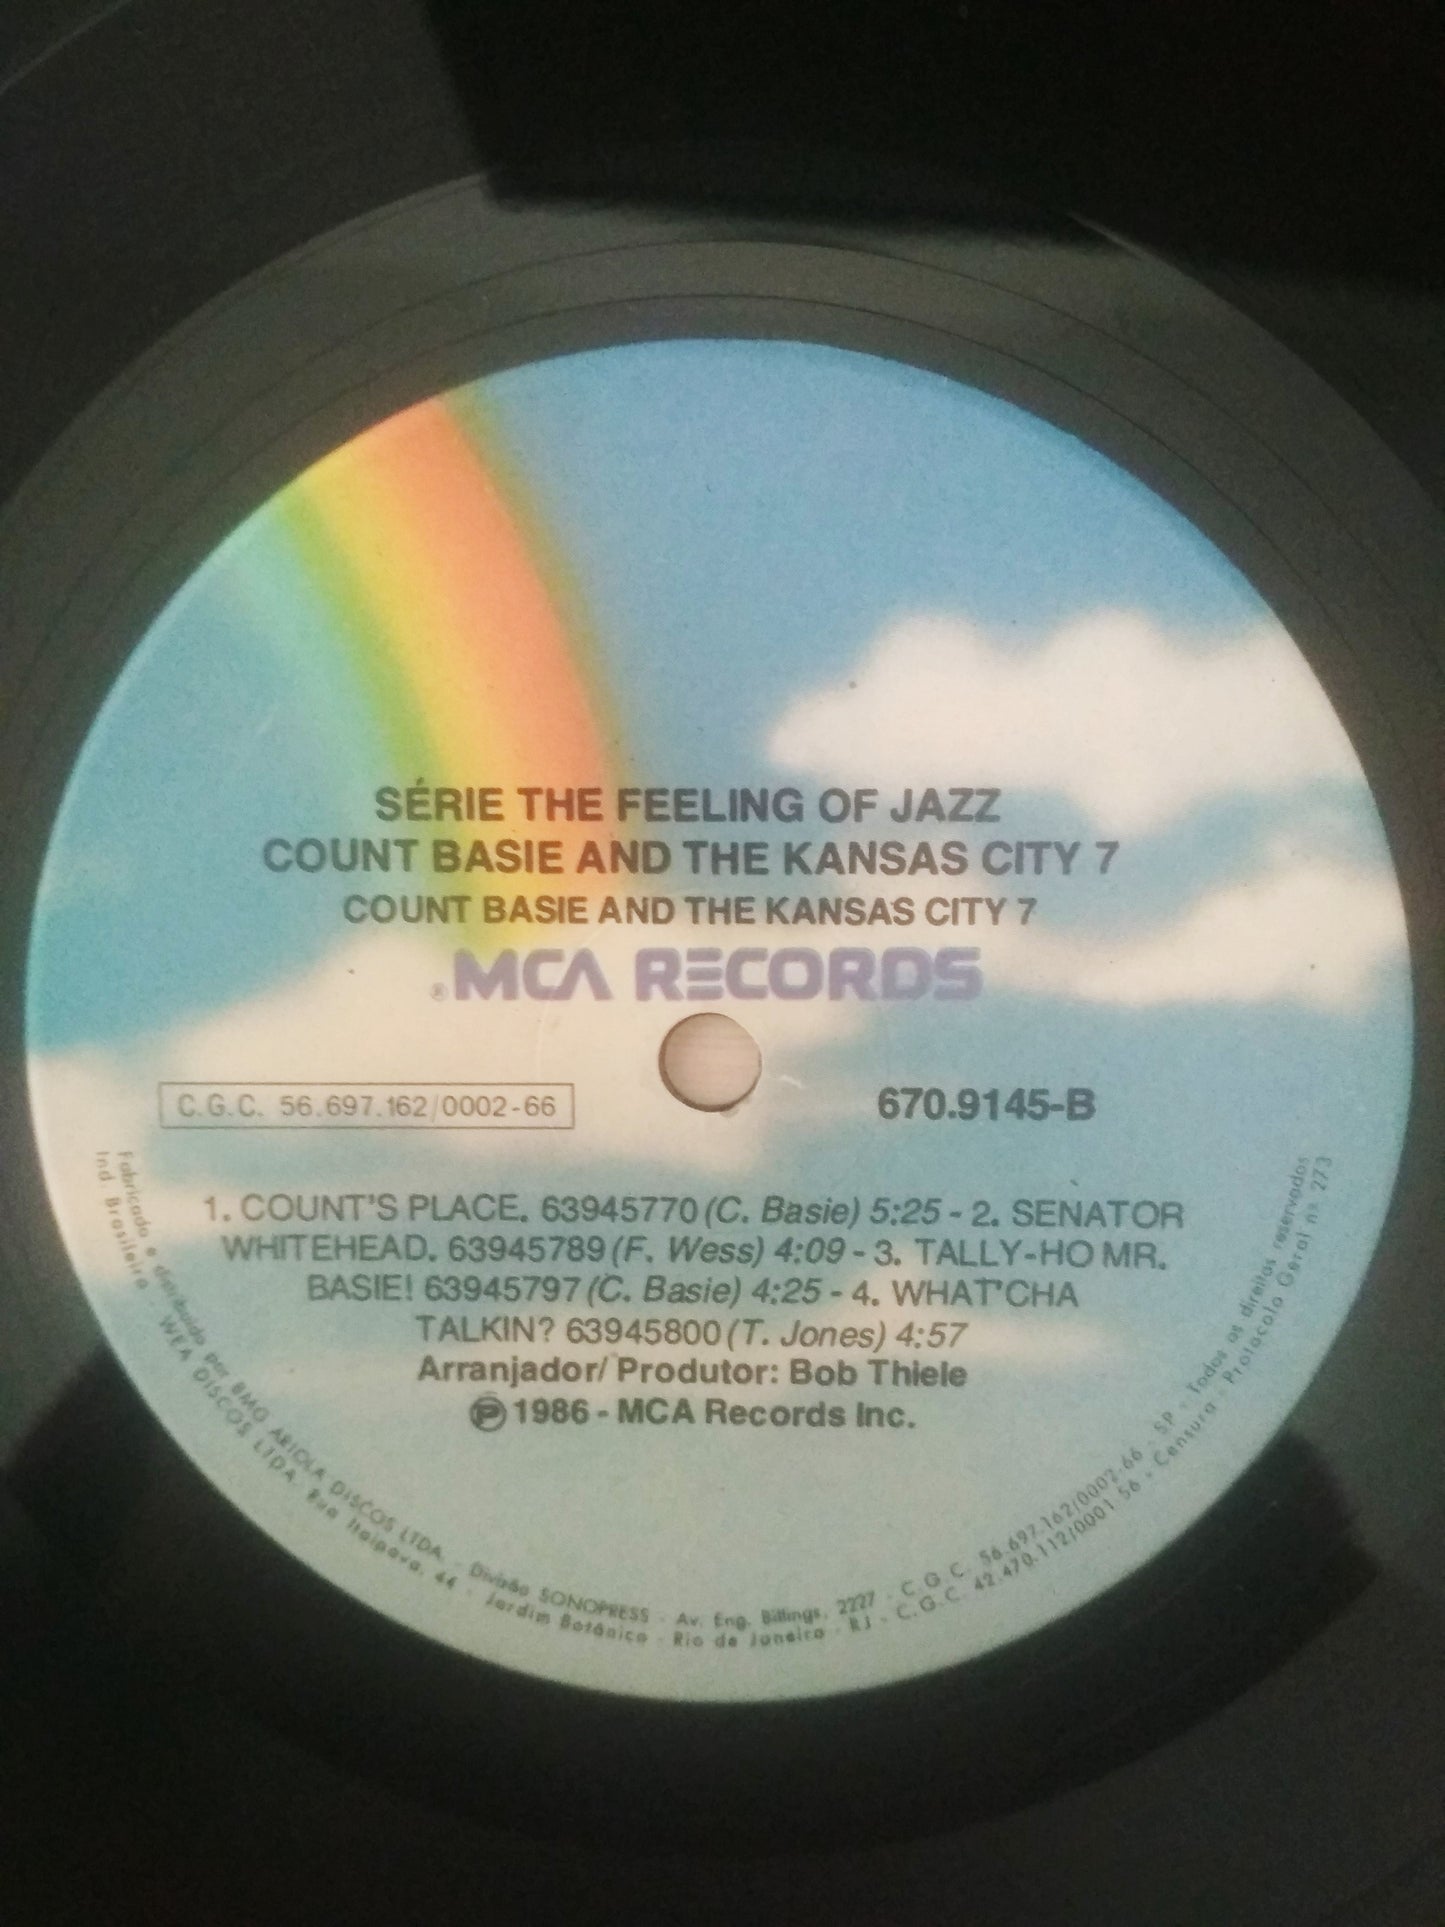 SÉRIE THE FEELING OF JAZZ
COUNT BASIE AND THE KANSAS CITY 7
COUNT BASIE AND THE KANSAS CITY 7
®MCA RECORDS
C.G.C. 56.697.162/0002-66
670.9145-B
1. COUNT'S PLACE. 63945770 (C. Basie) 5:25 - 2. SENATOR
WHITEHEAD. 63945789 (F. Wess) 4:09 - 3. TALLY-HO MR.
BASIE! 63945797 (C. Basie) 4:25 - 4. WHAT'CHA
TALKIN? 63945800 (T. Jones) 4:57
Arranjador/ Produtor: Bob Thiele
℗ 1986 - MCA Records Inc.
Fabricado e distribuído por BMG ARIOLA DISCOS LTDA. - Divisão SONOPRESS - Av. Eng. Billings, 2227 - C.G.C. 56.697.162/0002-66 - SP - Todos os direitos reservados
Ind. Brasileira - WEA DISCOS LTDA. Rua Itaipava, 44 - Jardim Botânico - Rio de Janeiro - RJ - C.G.C. 42.470.112/0001 56 - Censura - Protocolo Geral nº 273